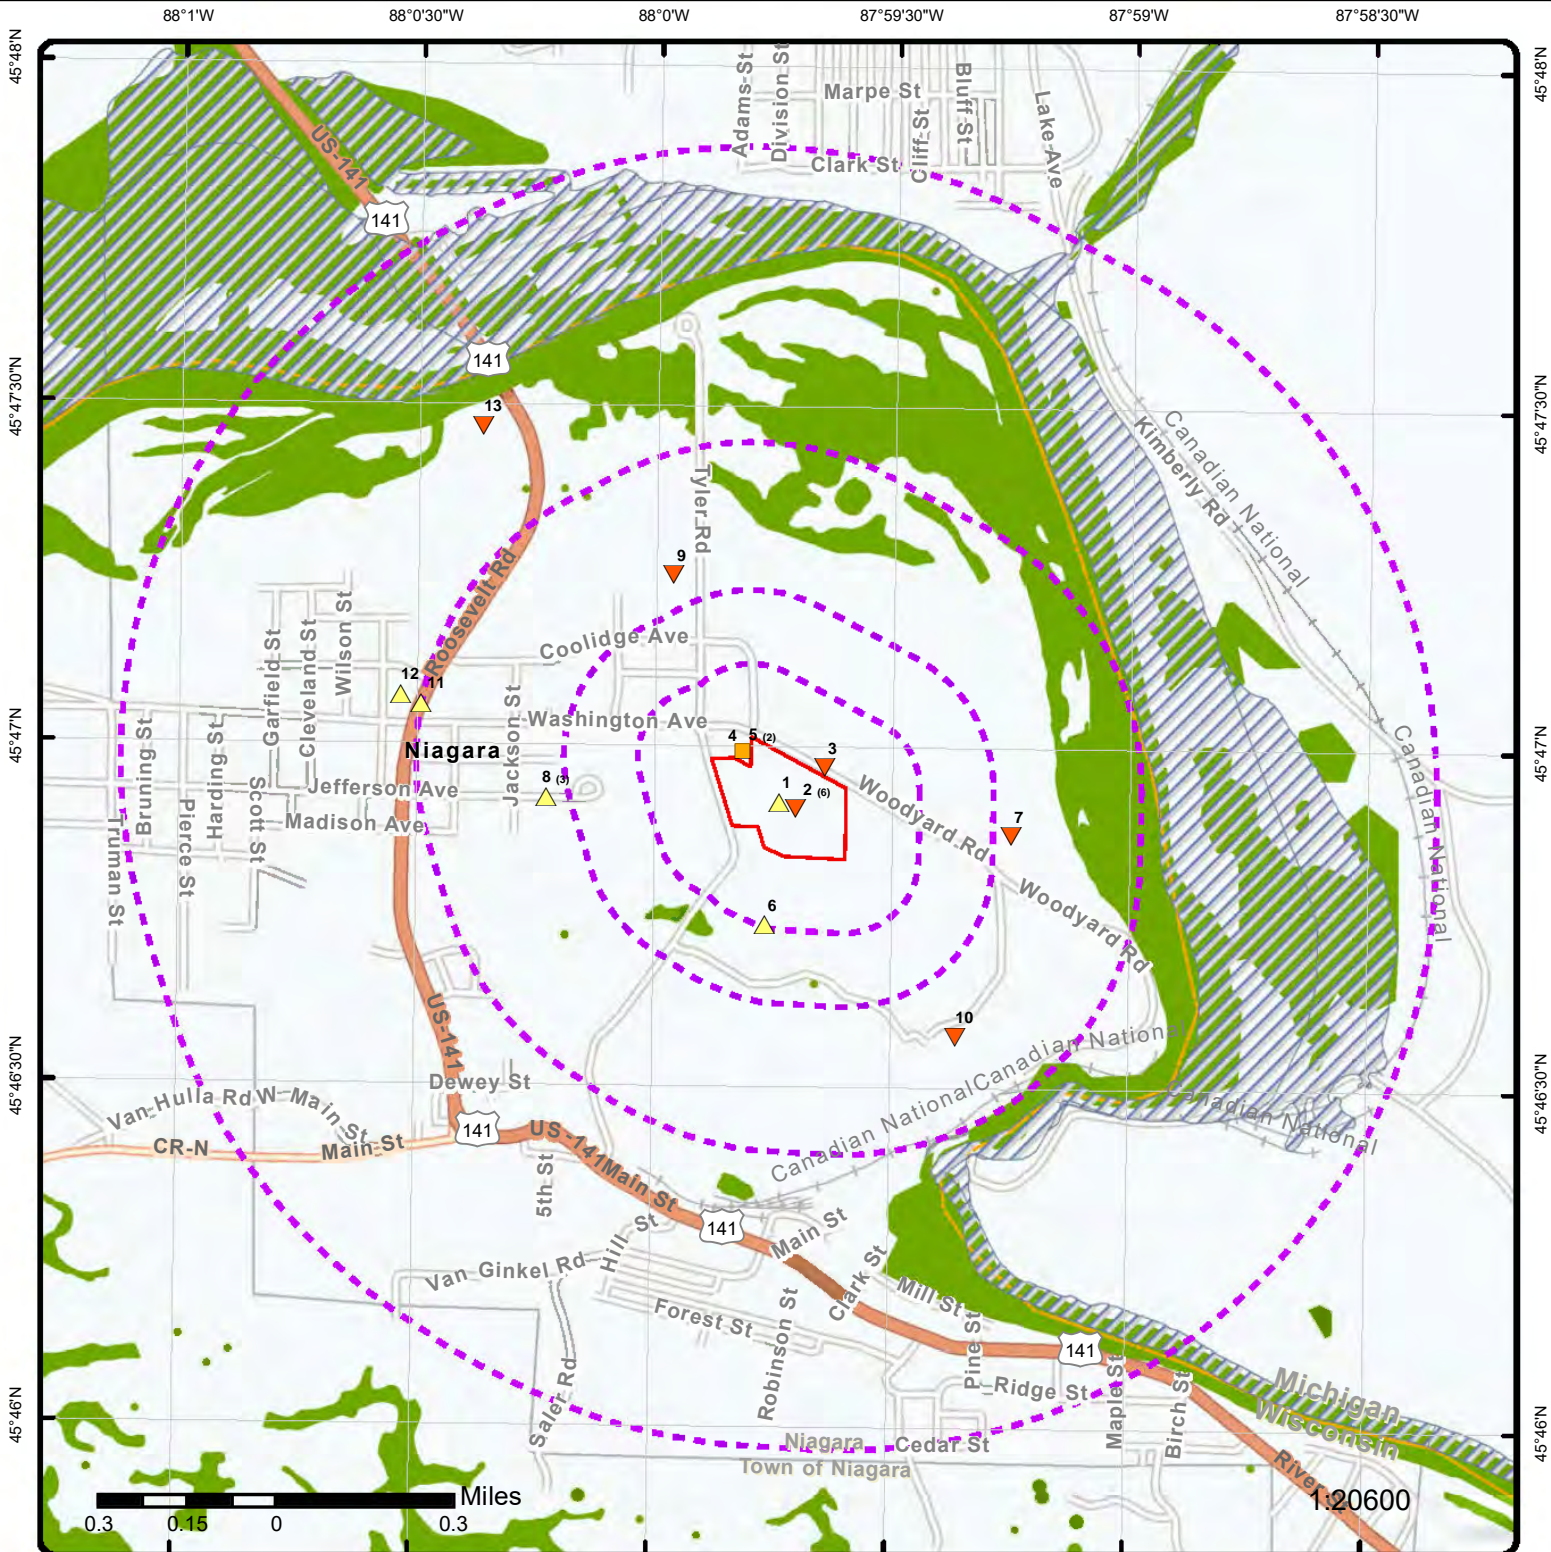 88°1'W
88°0'30"W
88°0'W
87°59'30"W
87°59'W
87°58'30"W
45°48'N
45°48'N
Adams St
Division St
Marpe St
Bluff St
Cliff St
Lake Ave
Clark St
US-141
141
141
45°47'30"N
45°47'30"N
13
Canadian National
Kimberly Rd
Tyler Rd
9
Roosevelt Rd
Coolidge Ave
Garfield St
Cleveland St
Wilson St
12
11
Washington Ave
Jackson St
Niagara
45°47'N
45°47'N
4
5 (2)
3
1
2 (6)
7
8 (3)
Jefferson Ave
Madison Ave
Bruning St
Harding St
Scott St
Pierce St
Truman St
Woodyard Rd
Woodyard Rd
Canadian National
6
10
US-141
Canadian National
Canadian National
Canadian National
45°46'30"N
45°46'30"N
Dewey St
Van Hulla Rd
W Main St
CR-N
Main St
141
US-141
Main St
5th St
141
Hill St
Main St
Van Ginkel Rd
Clark St
Mill St
Forest St
Robinson St
Pine St
141
Ridge St
Maple St
Birch St
Saler Rd
Michigan
Wisconsin
45°46'N
45°46'N
Niagara
Cedar St
Town of Niagara
River St
Miles
0.3
0.15
0
0.3
1:20600